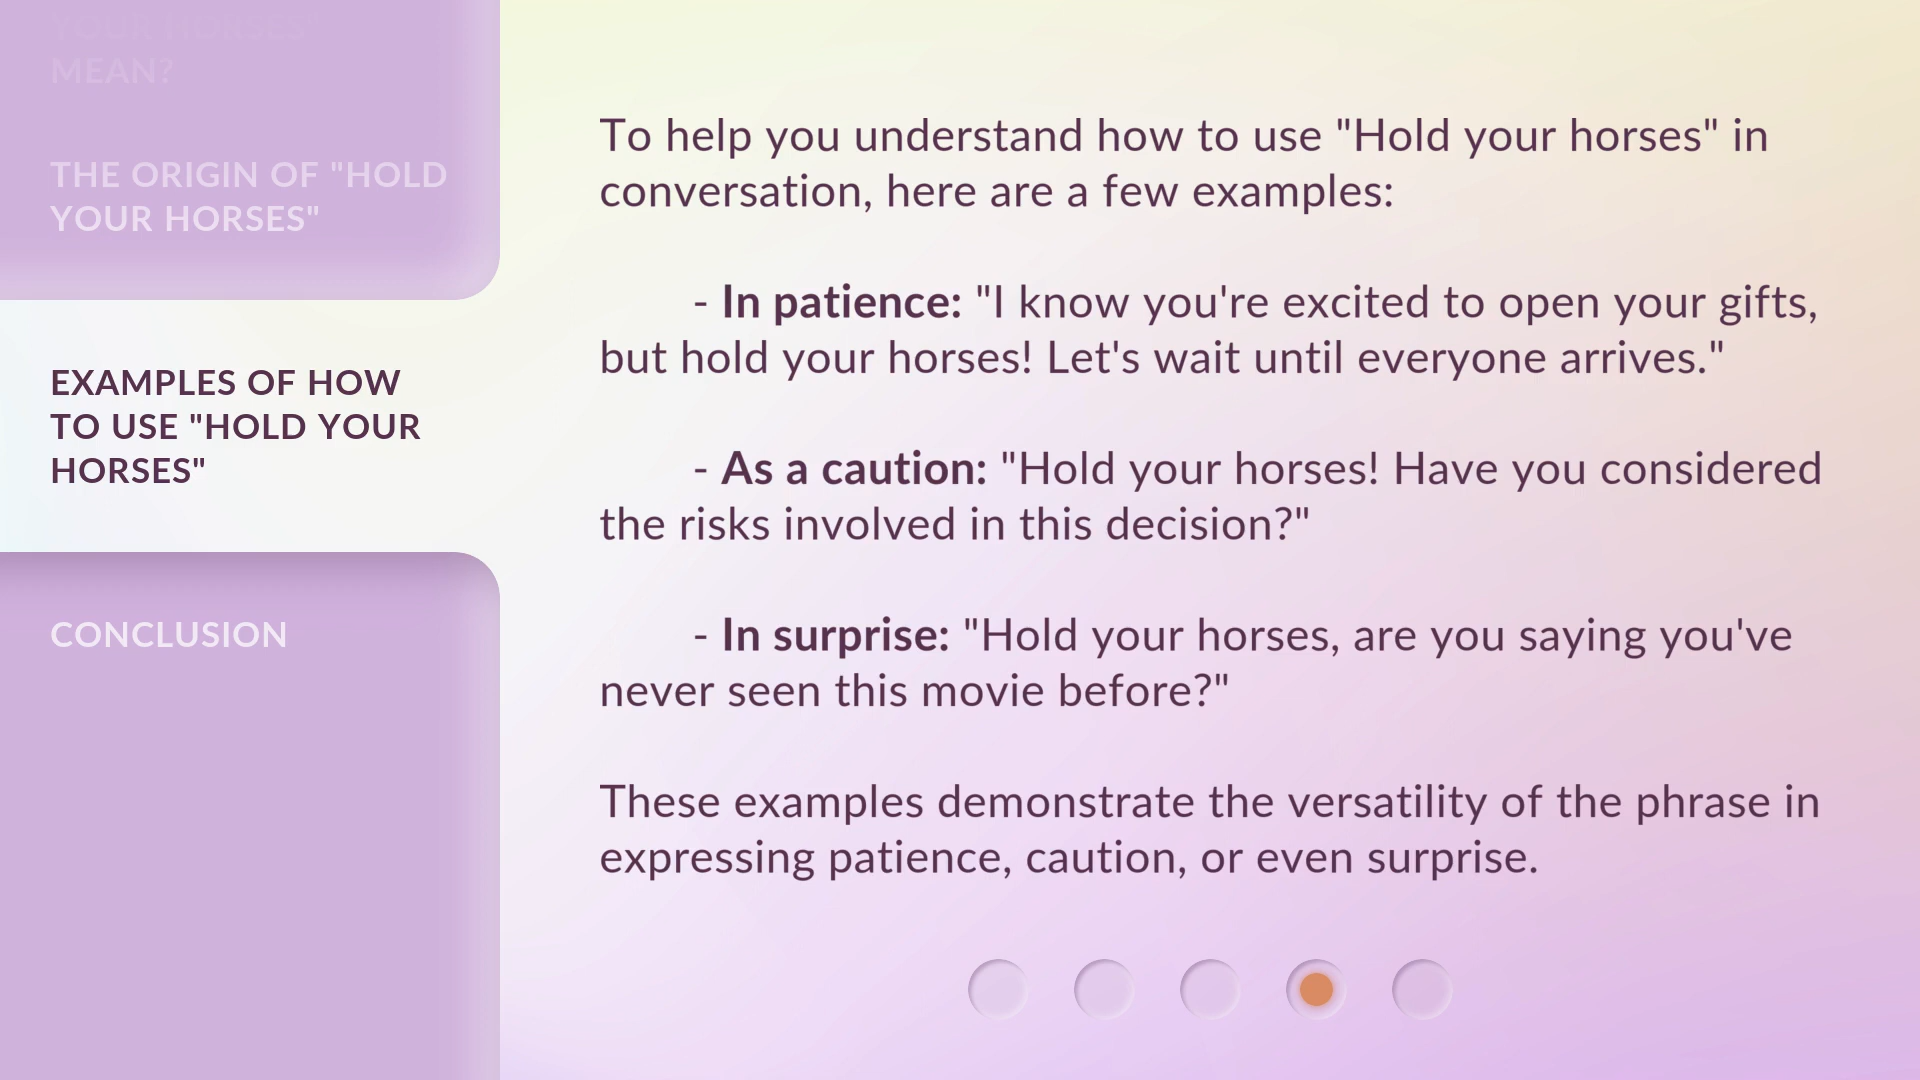 YOUR HORSES"
MEAN?
THE ORIGIN OF "HOLD
YOUR HORSES"
EXAMPLES OF HOW
TO USE "HOLD YOUR
HORSES"
CONCLUSION
To help you understand how to use "Hold your horses" in
conversation, here are a few examples:
- In patience: "I know you're excited to open your gifts,
but hold your horses! Let's wait until everyone arrives."
- As a caution: "Hold your horses! Have you considered
the risks involved in this decision?"
- In surprise: "Hold your horses, are you saying you've
never seen this movie before?"
These examples demonstrate the versatility of the phrase in
expressing patience, caution, or even surprise.